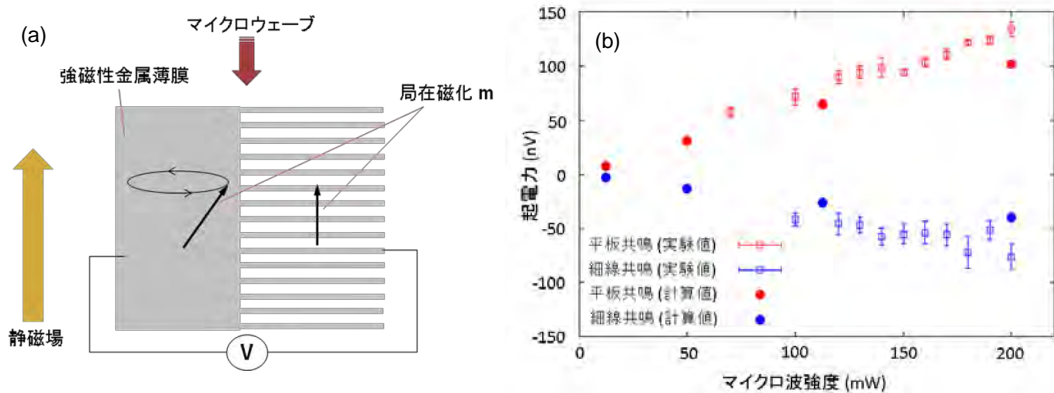 (a)
マイクロウェーブ
強磁性金属薄膜
局在磁化 m
静磁場
V
(b)
起電力 (nV)
150
100
50
0
-50
-100
-150
平板共鳴 (実験値)
細線共鳴 (実験値)
平板共鳴 (計算値)
細線共鳴 (計算値)
0 50 100 150 200
マイクロ波強度 (mW)